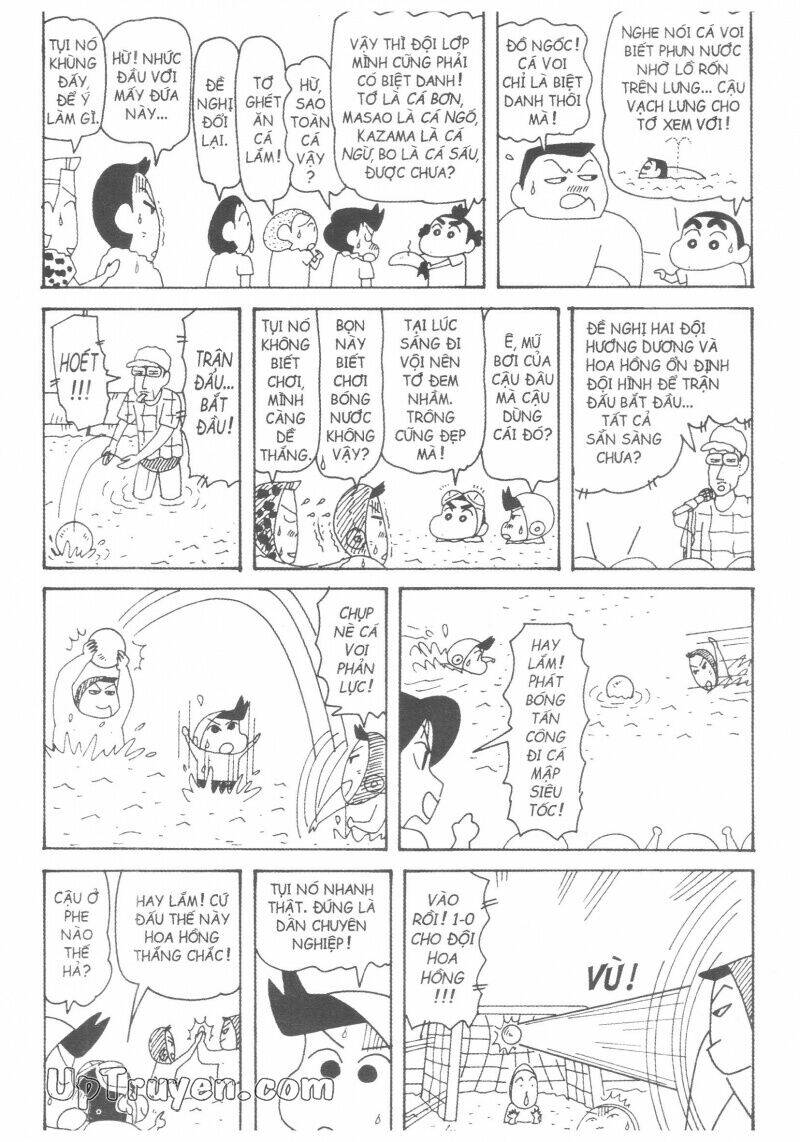 NGHE NÓI CÁ VOI
BIẾT PHUN NƯỚC
NHỜ LỖ RỐN
TRÊN LƯNG... CẬU
VẠCH LƯNG CHO
TỚ XEM VỚI!
ĐỒ NGỐC!
CÁ VOI
CHỈ LÀ BIỆT
DANH THÔI
MÀ!
VẬY THÌ ĐỘI LỚP
MÌNH CŨNG PHẢI
CÓ BIỆT DANH!
TỚ LÀ CÁ BƠN,
MASAO LÀ CÁ NGỐ,
KAZAMA LÀ CÁ
NGỪ, BO LÀ CÁ SẤU,
ĐƯỢC CHƯA?
HỪ,
SAO
TOÀN
CÁ
VẬY
?
TỚ
GHÉT
ĂN
CÁ
LẮM!
ĐỀ
NGHỊ
ĐỔI
LẠI.
HỪ! NHỨC
ĐẦU VỚI
MẤY ĐỨA
NÀY...
TỤI NÓ
KHÙNG
ĐẤY,
ĐỂ Ý
LÀM GÌ.
ĐỀ NGHỊ HAI ĐỘI
HƯỚNG DƯƠNG VÀ
HOA HỒNG ỔN ĐỊNH
ĐỘI HÌNH ĐỂ TRẬN
ĐẤU BẮT ĐẦU...
TẤT CẢ
SẴN SÀNG
CHƯA?
Ê, MŨ
BƠI CỦA
CẬU ĐÂU
MÀ CẬU
DÙNG
CÁI ĐÓ?
TẠI LÚC
SÁNG ĐI
VỘI NÊN
TỚ ĐEM
NHẦM.
TRÔNG
CŨNG ĐẸP
MÀ!
BỌN
NÀY
BIẾT
CHƠI
BÓNG
NƯỚC
KHÔNG
VẬY?
TỤI NÓ
KHÔNG
BIẾT
CHƠI,
MÌNH
CÀNG
DỄ
THẮNG.
TRẬN
ĐẤU...
BẮT
ĐẦU!
HOÉT
!!!
HAY
LẮM!
PHÁT
BÓNG
TẤN
CÔNG
ĐI CÁ
MẬP
SIÊU
TỐC!
CHỤP
NÈ CÁ
VOI
PHẢN
LỰC!
VÙ!
VÀO
RỒI! 1-0
CHO ĐỘI
HOA
HỒNG
!!!
TỤI NÓ NHANH
THẬT. ĐÚNG LÀ
DÂN CHUYÊN
NGHIỆP!
HAY LẮM! CỨ
ĐẤU THẾ NÀY
HOA HỒNG
THẮNG CHẮC!
CẬU Ở
PHE
NÀO
THẾ
HẢ?
UpTruyen.com